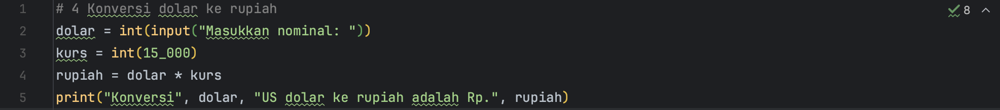 1 # 4 Konversi dolar ke rupiah 8
2 dolar = int(input("Masukkan nominal: "))
3 kurs = int(15_000)
4 rupiah = dolar * kurs
5 print("Konversi", dolar, "US dolar ke rupiah adalah Rp.", rupiah)